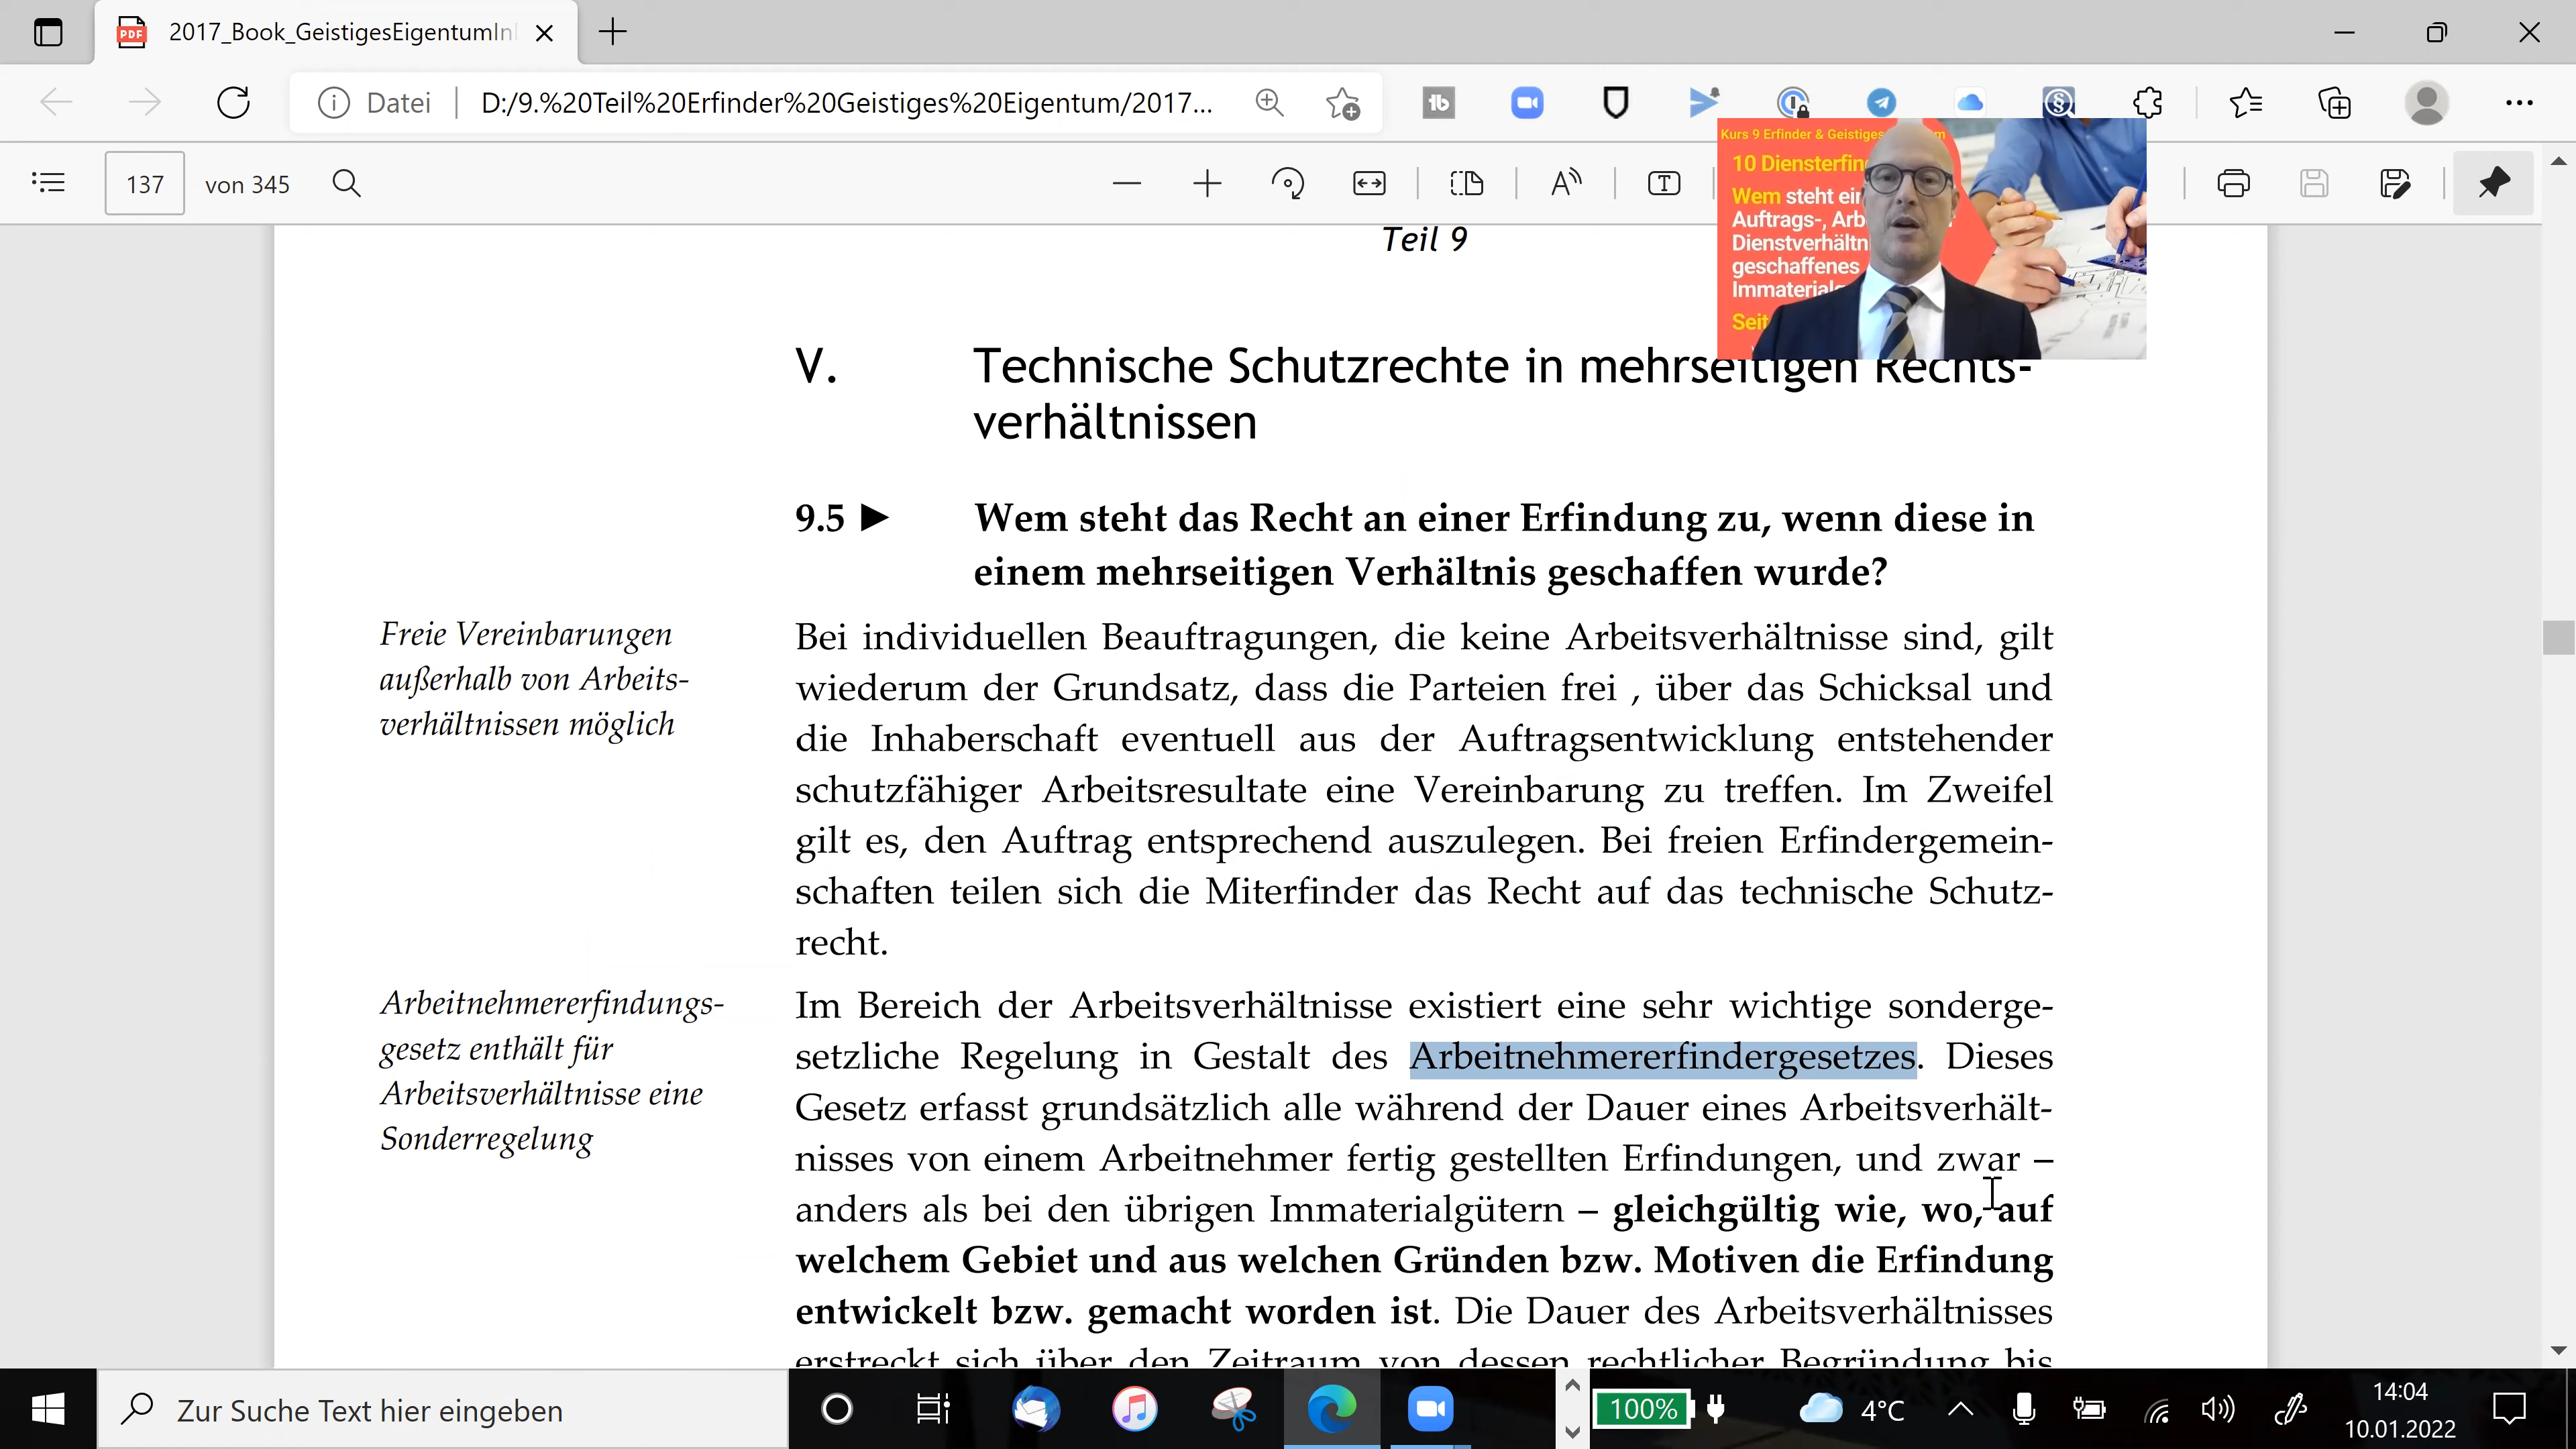 2017_Book_GeistigesEigentumIn
Datei
D:/9.%20Teil%20Erfinder%20Geistiges%20Eigentum/2017...
137
von 345
Kurs 9 Erfinder & Geistiges
10
Wem steht
Auftrags-,
geschaffenes
Teil 9
V. Technische Schutzrechte in mehrseitigen Rechts-
verhältnissen
9.5 ► Wem steht das Recht an einer Erfindung zu, wenn diese in
einem mehrseitigen Verhältnis geschaffen wurde?
Freie Vereinbarungen
außerhalb von Arbeits-
verhältnissen möglich
Bei individuellen Beauftragungen, die keine Arbeitsverhältnisse sind, gilt
wiederum der Grundsatz, dass die Parteien frei , über das Schicksal und
die Inhaberschaft eventuell aus der Auftragsentwicklung entstehender
schutzfähiger Arbeitsresultate eine Vereinbarung zu treffen. Im Zweifel
gilt es, den Auftrag entsprechend auszulegen. Bei freien Erfindergemein-
schaften teilen sich die Miterfinder das Recht auf das technische Schutz-
recht.
Arbeitnehmererfindungs-
gesetz enthält für
Arbeitsverhältnisse eine
Sonderregelung
Im Bereich der Arbeitsverhältnisse existiert eine sehr wichtige sonderge-
setzliche Regelung in Gestalt des Arbeitnehmererfindergesetzes. Dieses
Gesetz erfasst grundsätzlich alle während der Dauer eines Arbeitsverhält-
nisses von einem Arbeitnehmer fertig gestellten Erfindungen, und zwar –
anders als bei den übrigen Immaterialgütern – gleichgültig wie, wo, auf
welchem Gebiet und aus welchen Gründen bzw. Motiven die Erfindung
entwickelt bzw. gemacht worden ist. Die Dauer des Arbeitsverhältnisses
erstreckt sich über den Zeitraum von dessen rechtlicher Begründung bis
Zur Suche Text hier eingeben
100%
4°C
14:04
10.01.2022